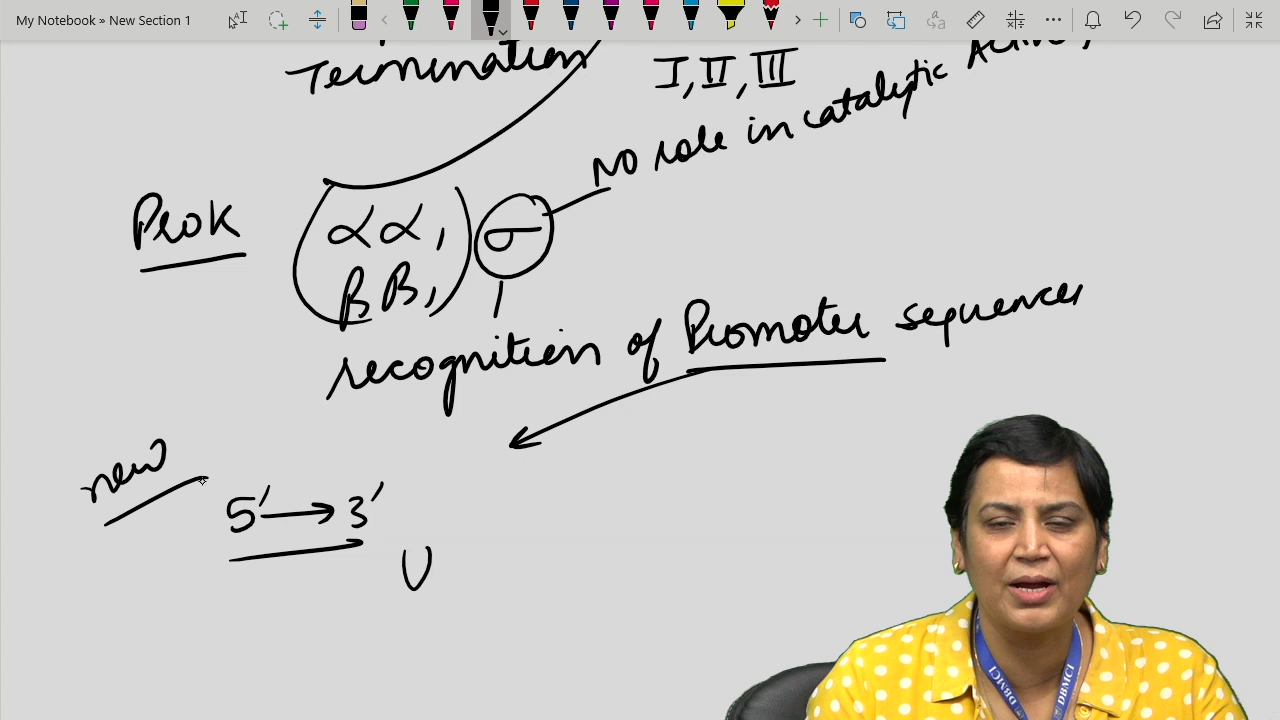 My Notebook » New Section 1
Termination
I, II, III
No role in catalytic
Prok
αα,
ββ,
σ
recognition of Promoter sequences
new
5' → 3'
U
DBMCI